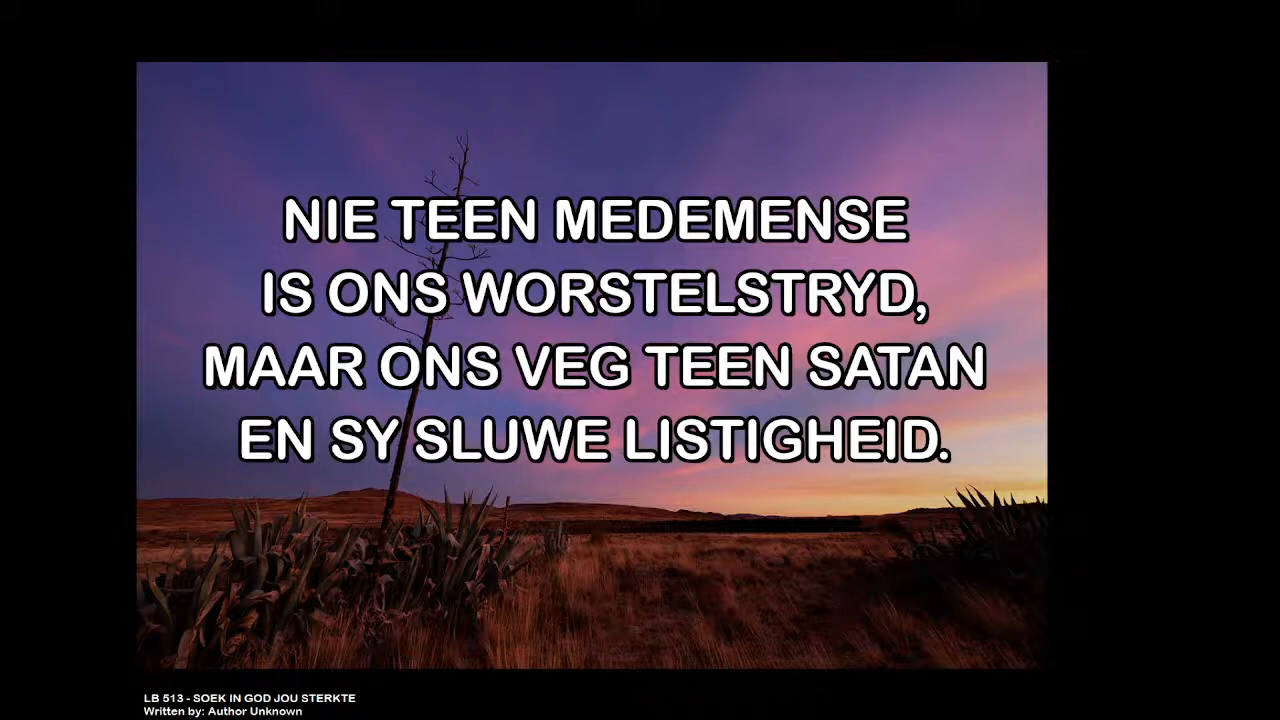 NIE TEEN MEDEMENSE
IS ONS WORSTELSTRYD,
MAAR ONS VEG TEEN SATAN
EN SY SLUWE LISTIGHEID.
LB 513 - SOEK IN GOD JOU STERKTE
Written by: Author Unknown